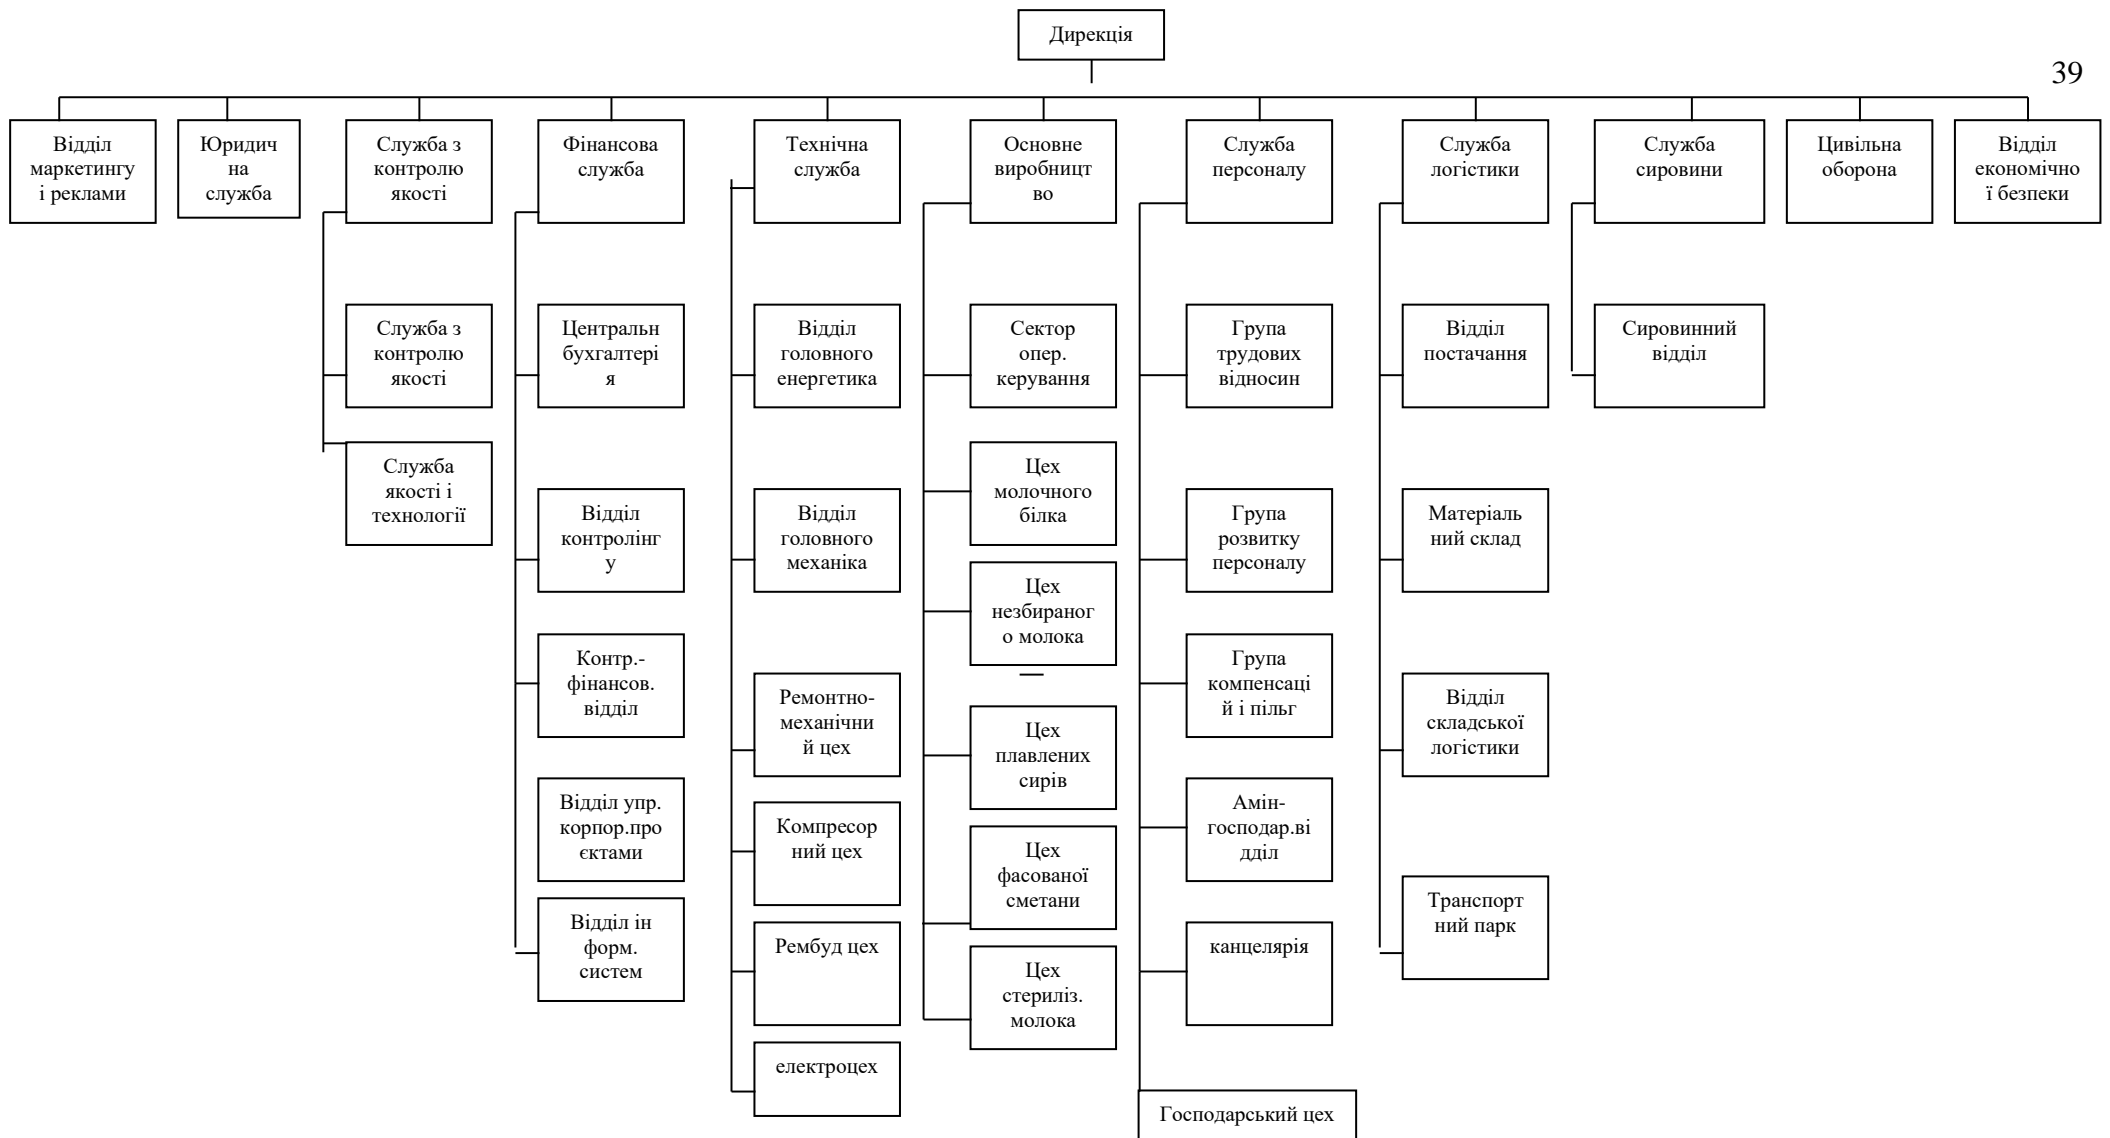 Дирекція
39
Відділ
маркетингу
і реклами
Юридич
на
служба
Служба з
контролю
якості
Фінансова
служба
Технічна
служба
Основне
виробницт
во
Служба
персоналу
Служба
логістики
Служба
сировини
Цивільна
оборона
Відділ
економічно
ї безпеки
Служба з
контролю
якості
Центральн
бухгалтері
я
Відділ
головного
енергетика
Сектор
опер.
керування
Група
трудових
відносин
Відділ
постачання
Сировинний
відділ
Служба
якості і
технології
Цех
молочного
білка
Відділ
контролінг
у
Відділ
головного
механіка
Група
розвитку
персоналу
Матеріаль
ний склад
Цех
незбираног
о молока
Контр.-
фінансов.
відділ
Група
компенсаці
й і пільг
Ремонтно-
механічни
й цех
Відділ
складської
логістики
Цех
плавлених
сирів
Відділ упр.
корпор.про
єктами
Амін-
господар.ві
дділ
Компресор
ний цех
Цех
фасованої
сметани
Транспорт
ний парк
Відділ ін
форм.
систем
Рембуд цех
канцелярія
Цех
стериліз.
молока
електроцех
Господарський цех